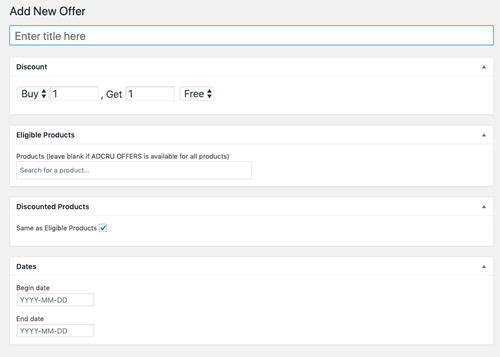 Add New Offer
Enter title here
Discount
Buy 1 , Get 1 Free
Eligible Products
Products (leave blank if ADCRU OFFERS is available for all products)
Search for a product...
Discounted Products
Same as Eligible Products
Dates
Begin date
YYYY-MM-DD
End date
YYYY-MM-DD